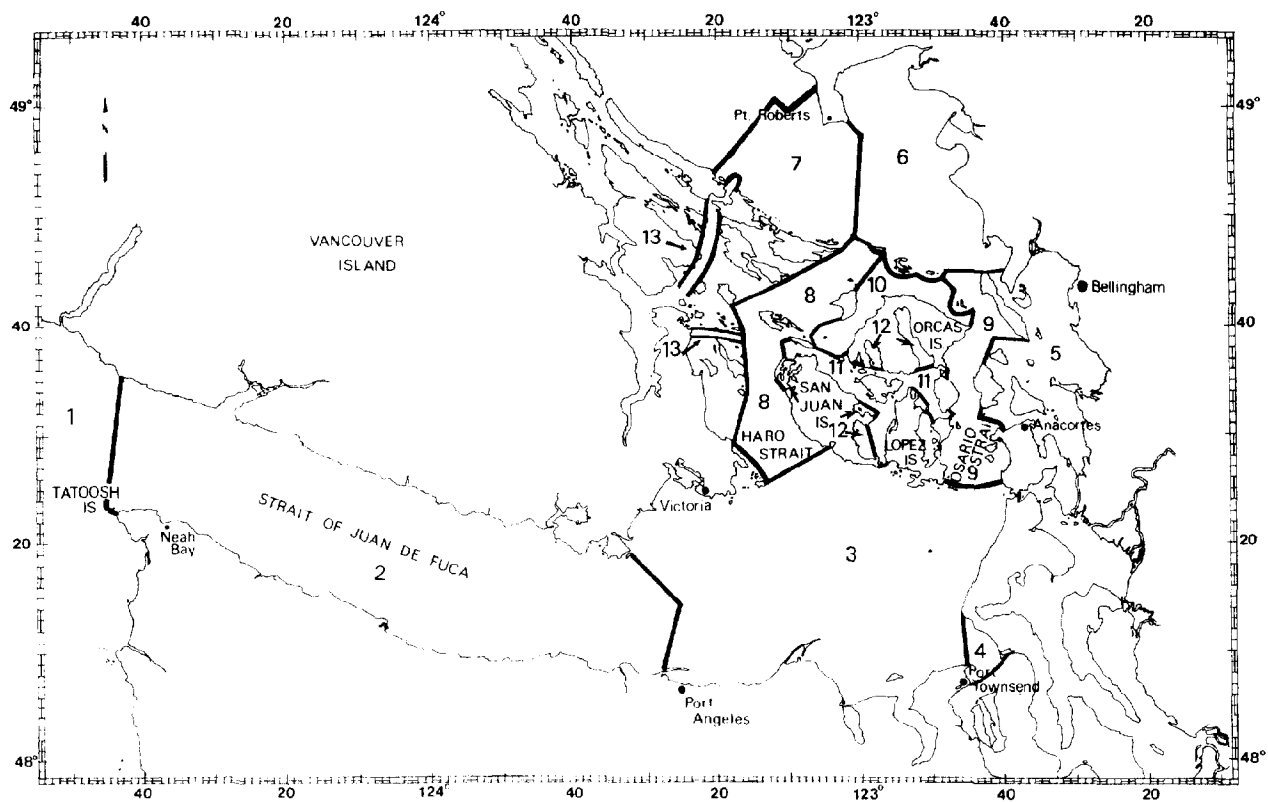 40 20 124° 40 20 123° 40 20
49° 49°
Pt. Roberts
7 6
VANCOUVER
ISLAND
13
8 10
Bellingham
40 40
12 ORCAS
IS
9
13 11 11 5
SAN
JUAN
IS
1 8
12
HARO
STRAIT
LOPEZ
IS
ROSARIO
STRAIT
9
Anacortes
TATOOSH
IS
Victoria
STRAIT OF JUAN DE FUCA
Neah
Bay
2 3
20 20
4
Port
Townsend
Port
Angeles
48° 48°
40 20 124° 40 20 123° 40 20